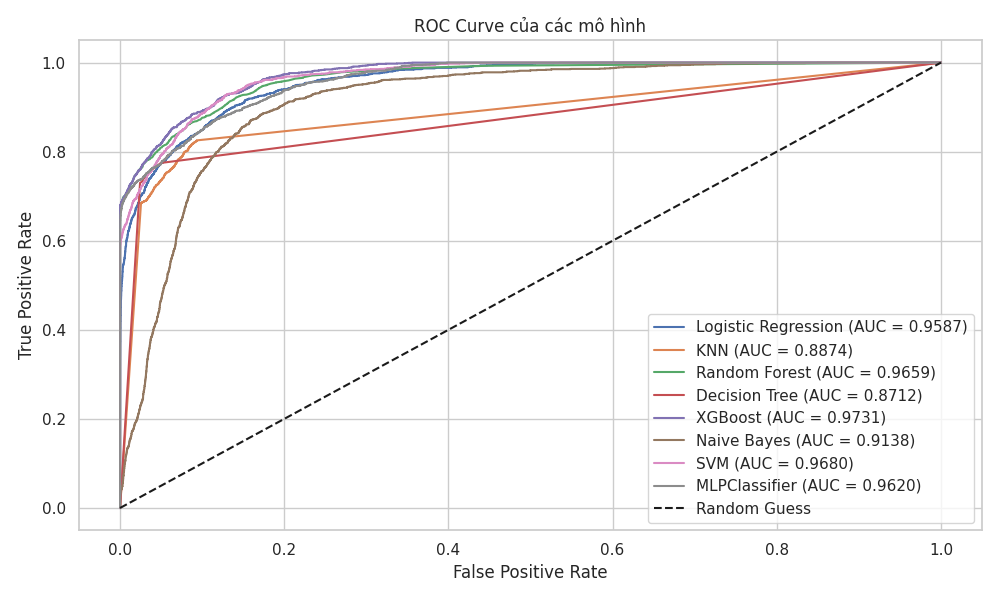 ROC Curve của các mô hình
True Positive Rate
1.0
0.8
0.6
0.4
0.2
0.0
0.0 0.2 0.4 0.6 0.8 1.0
False Positive Rate
Logistic Regression (AUC = 0.9587)
KNN (AUC = 0.8874)
Random Forest (AUC = 0.9659)
Decision Tree (AUC = 0.8712)
XGBoost (AUC = 0.9731)
Naive Bayes (AUC = 0.9138)
SVM (AUC = 0.9680)
MLPClassifier (AUC = 0.9620)
Random Guess